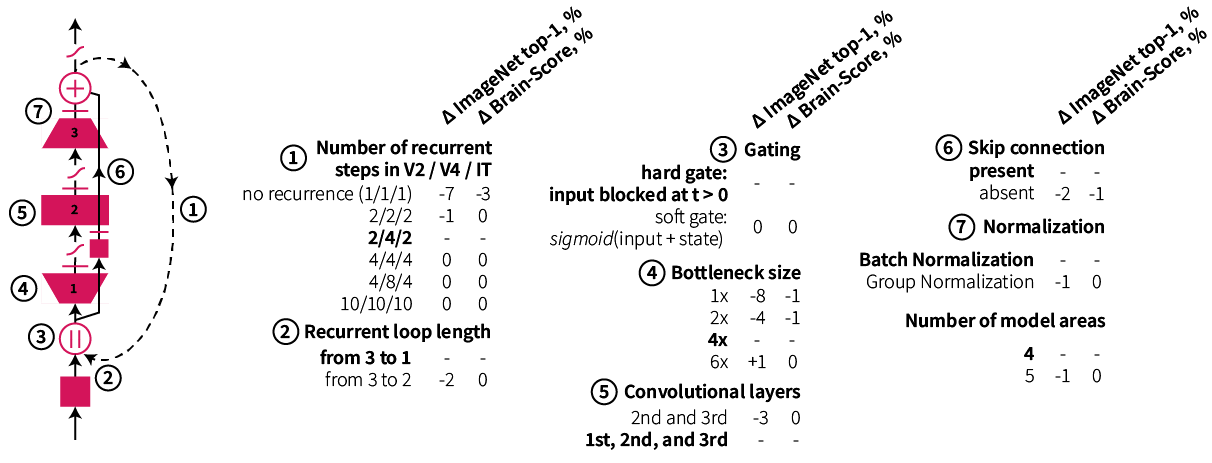 7
3
6
5
2
1
4
1
3
2
Δ ImageNet top-1, %
Δ Brain-Score, %
1 Number of recurrent
steps in V2 / V4 / IT
no recurrence (1/1/1) -7 -3
2/2/2 -1 0
2/4/2 - -
4/4/4 0 0
4/8/4 0 0
10/10/10 0 0
2 Recurrent loop length
from 3 to 1 - -
from 3 to 2 -2 0
Δ ImageNet top-1, %
Δ Brain-Score, %
3 Gating
hard gate:
input blocked at t > 0 - -
soft gate:
sigmoid(input + state) 0 0
4 Bottleneck size
1x -8 -1
2x -4 -1
4x - -
6x +1 0
5 Convolutional layers
2nd and 3rd -3 0
1st, 2nd, and 3rd - -
Δ ImageNet top-1, %
Δ Brain-Score, %
6 Skip connection
present - -
absent -2 -1
7 Normalization
Batch Normalization - -
Group Normalization -1 0
Number of model areas
4 - -
5 -1 0